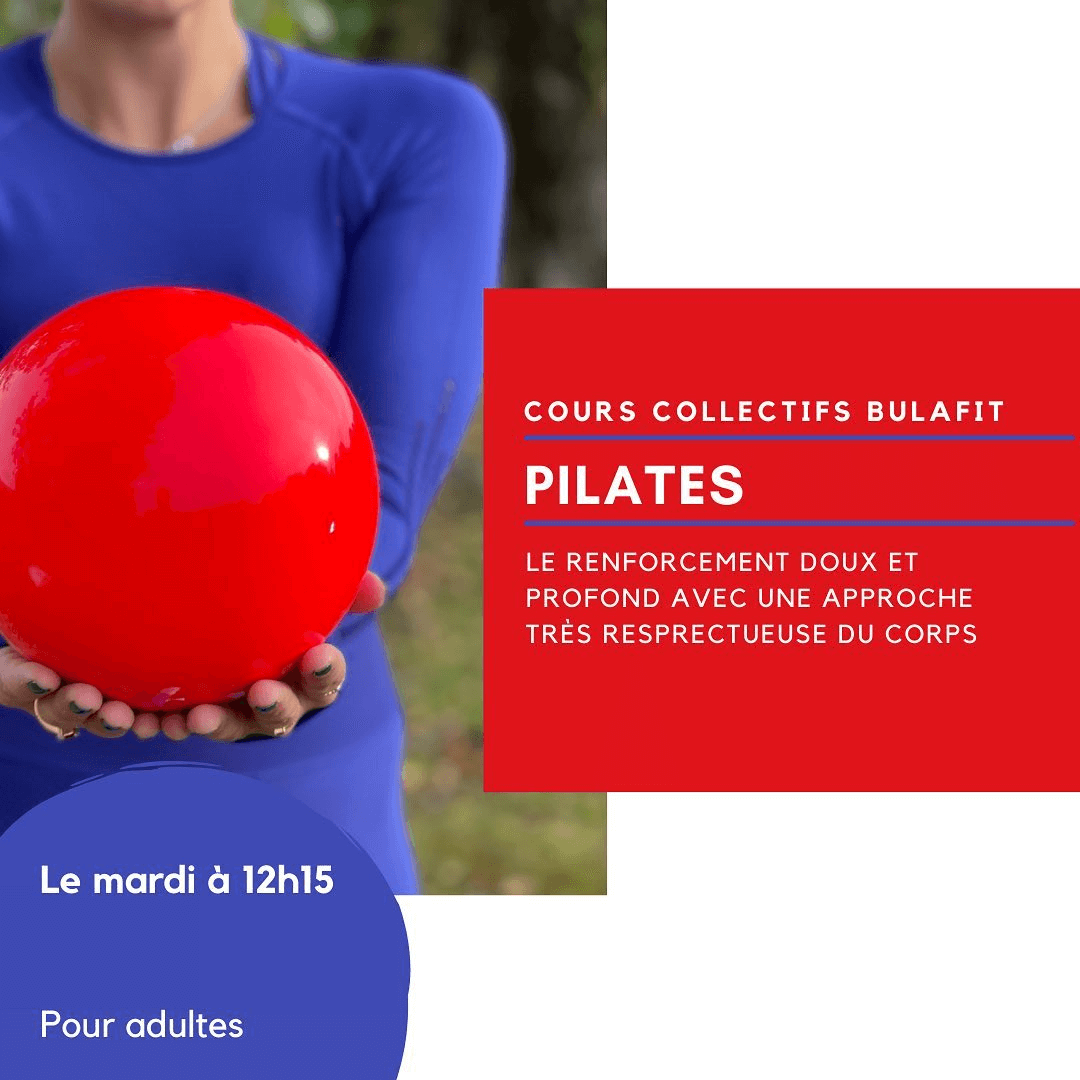 COURS COLLECTIFS BULAFIT
PILATES
LE RENFORCEMENT DOUX ET
PROFOND AVEC UNE APPROCHE
TRÈS RESPRECTUEUSE DU CORPS
Le mardi à 12h15
Pour adultes